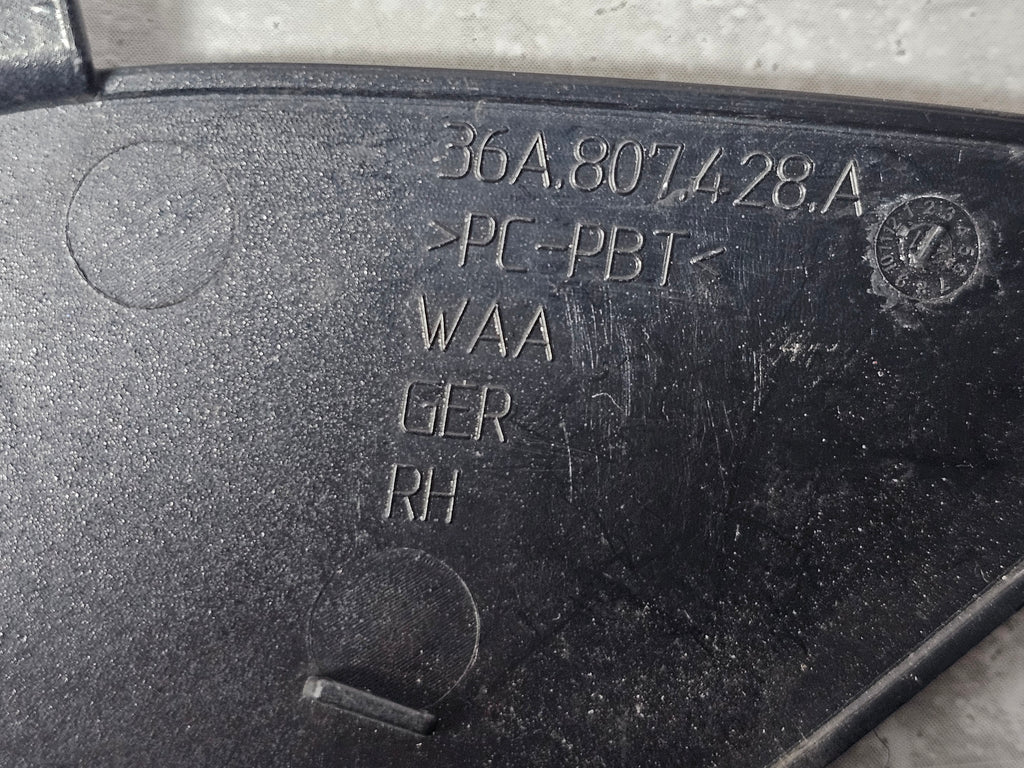 36A.807.428.A
>PC-PBT<
WAA
GER
RH